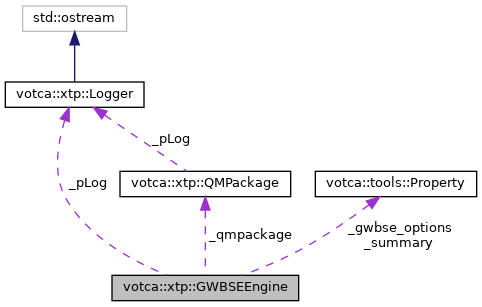 std::ostream
votca::xtp::Logger
_pLog
_pLog
votca::xtp::QMPackage
votca::tools::Property
_qmpackage
_gwbse_options
_summary
votca::xtp::GWBSEEngine